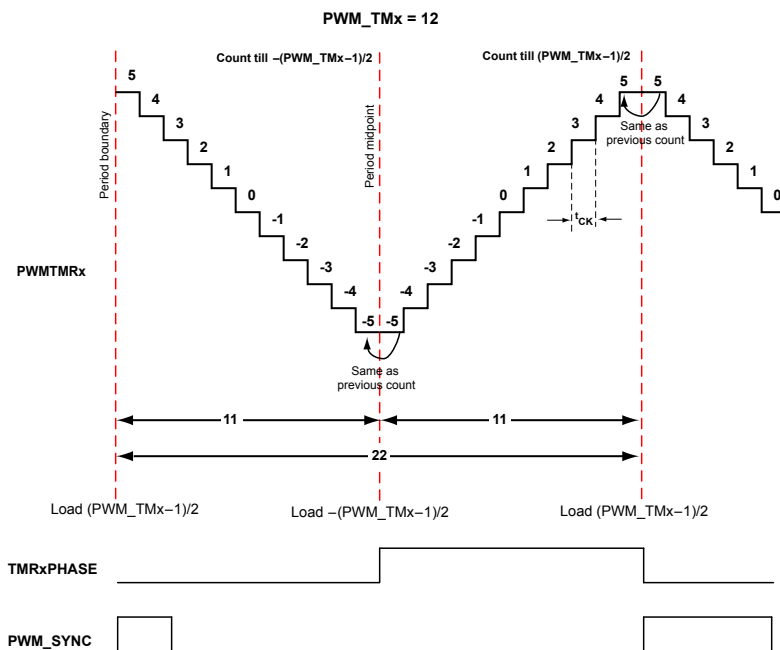 PWM_TMx = 12
Count till –(PWM_TMx–1)/2
Count till (PWM_TMx–1)/2
Period boundary
Period midpoint
5
4
3
2
1
0
-1
-2
-3
-4
-5
-5
-4
-3
-2
-1
0
1
2
3
4
5
5
4
3
2
1
0
Same as
previous count
tCK
PWMTMRx
Same as
previous count
11
11
22
Load (PWM_TMx–1)/2
Load –(PWM_TMx–1)/2
Load (PWM_TMx–1)/2
TMRxPHASE
PWM_SYNC